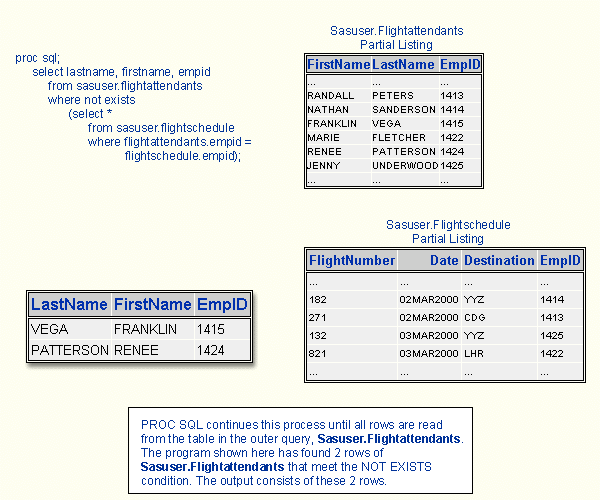 proc sql;
select lastname, firstname, empid
from sasuser.flightattendants
where not exists
(select *
from sasuser.flightschedule
where flightattendants.empid =
flightschedule.empid);
Sasuser.Flightattendants
Partial Listing
FirstName LastName EmpID
... ... ...
RANDALL PETERS 1413
NATHAN SANDERSON 1414
FRANKLIN VEGA 1415
MARIE FLETCHER 1422
RENEE PATTERSON 1424
JENNY UNDERWOOD 1425
... ... ...
Sasuser.Flightschedule
Partial Listing
FlightNumber Date Destination EmpID
... ... ... ...
182 02MAR2000 YYZ 1414
271 02MAR2000 CDG 1413
132 03MAR2000 YYZ 1425
821 03MAR2000 LHR 1422
... ... ... ...
LastName FirstName EmpID
VEGA FRANKLIN 1415
PATTERSON RENEE 1424
PROC SQL continues this process until all rows are read
from the table in the outer query, Sasuser.Flightattendants.
The program shown here has found 2 rows of
Sasuser.Flightattendants that meet the NOT EXISTS
condition. The output consists of these 2 rows.